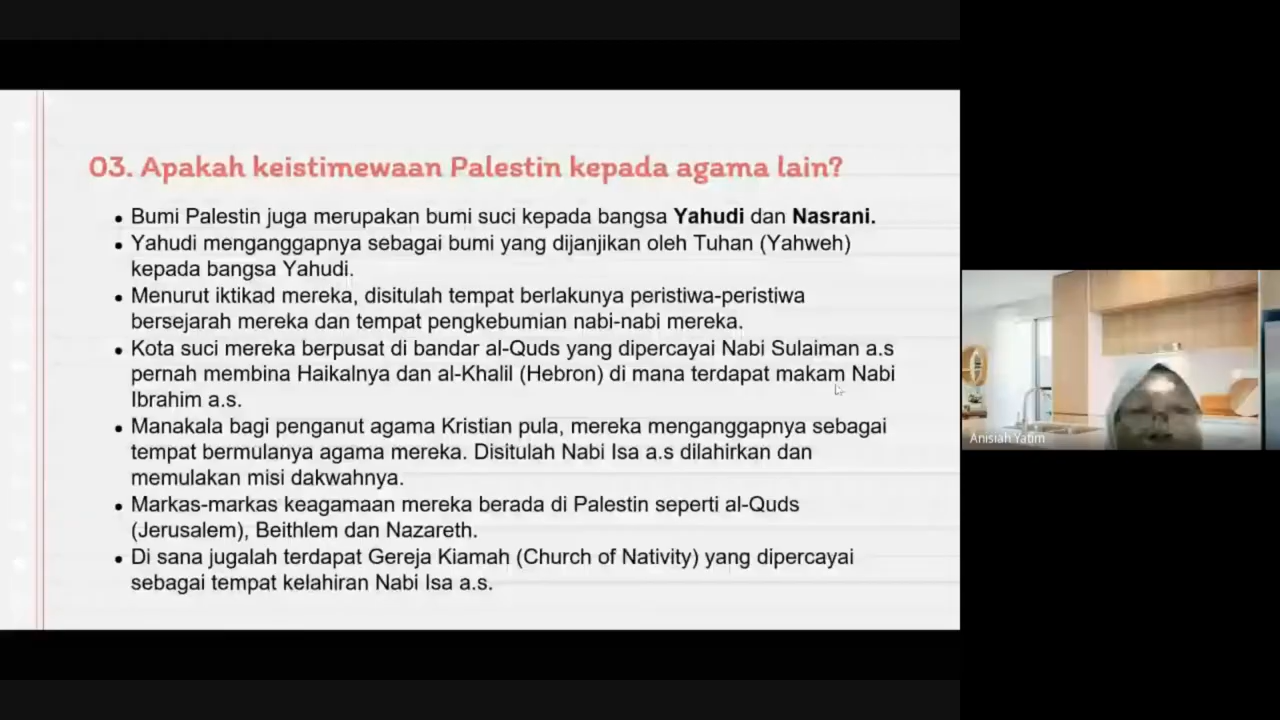 03. Apakah keistimewaan Palestin kepada agama lain?
• Bumi Palestin juga merupakan bumi suci kepada bangsa Yahudi dan Nasrani.
• Yahudi menganggapnya sebagai bumi yang dijanjikan oleh Tuhan (Yahweh)
kepada bangsa Yahudi.
• Menurut iktikad mereka, disitulah tempat berlakunya peristiwa-peristiwa
bersejarah mereka dan tempat pengkebumian nabi-nabi mereka.
• Kota suci mereka berpusat di bandar al-Quds yang dipercayai Nabi Sulaiman a.s
pernah membina Haikalnya dan al-Khalil (Hebron) di mana terdapat makam Nabi
Ibrahim a.s.
• Manakala bagi penganut agama Kristian pula, mereka menganggapnya sebagai
tempat bermulanya agama mereka. Disitulah Nabi Isa a.s dilahirkan dan
memulakan misi dakwahnya.
• Markas-markas keagamaan mereka berada di Palestin seperti al-Quds
(Jerusalem), Beithlem dan Nazareth.
• Di sana jugalah terdapat Gereja Kiamah (Church of Nativity) yang dipercayai
sebagai tempat kelahiran Nabi Isa a.s.
Anisiah Yatim